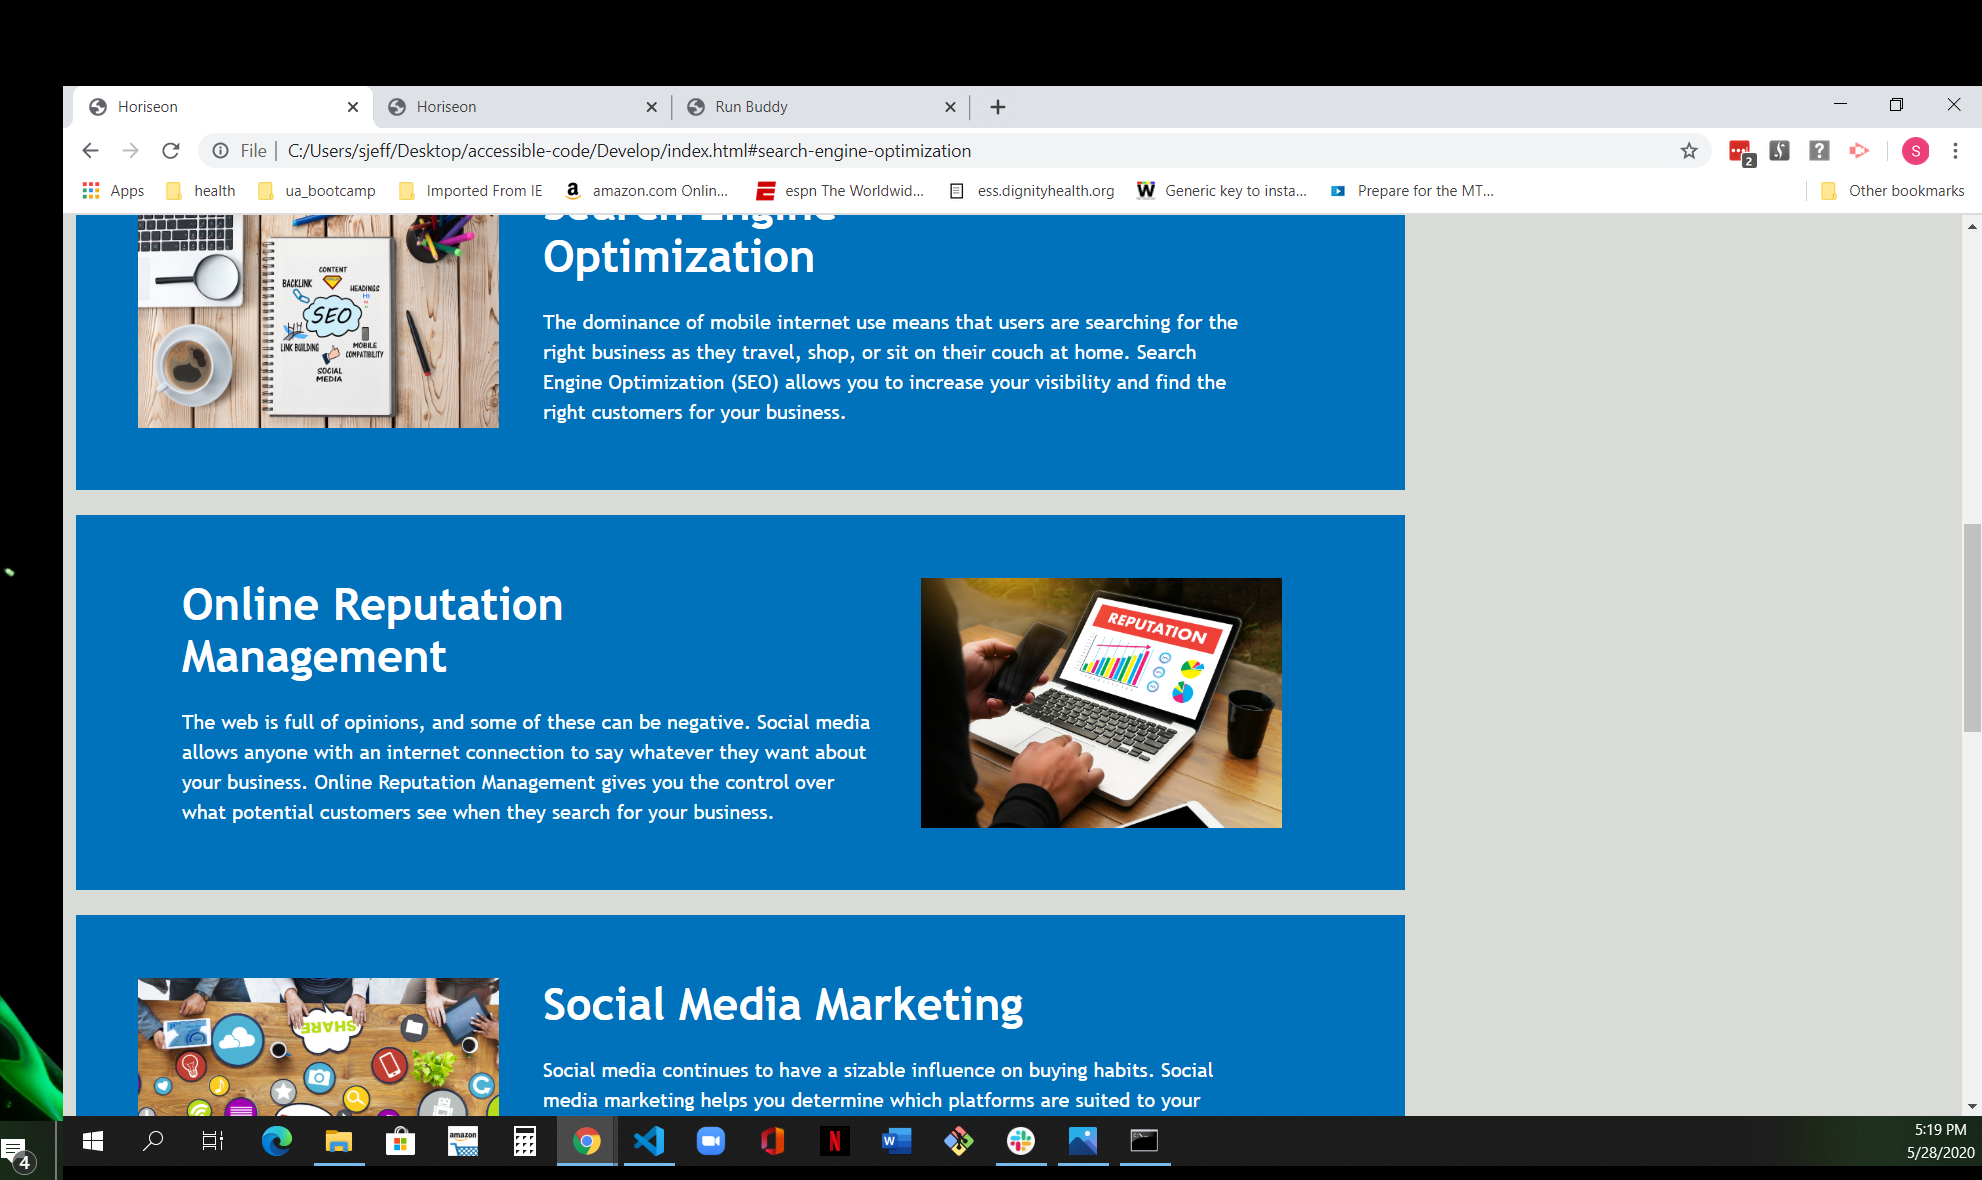 Horiseon
Horiseon
Run Buddy
File
C:/Users/sjeff/Desktop/accessible-code/Develop/index.html#search-engine-optimization
2
S
Apps
health
ua_bootcamp
Imported From IE
amazon.com Onlin...
espn The Worldwid...
ess.dignityhealth.org
Generic key to insta...
Prepare for the MT...
Other bookmarks
Search Engine
Optimization
CONTENT
BACKLINK
HEADINGS
H1
SEO
LINK BUILDING
MOBILE
COMPATIBILITY
SOCIAL
MEDIA
The dominance of mobile internet use means that users are searching for the
right business as they travel, shop, or sit on their couch at home. Search
Engine Optimization (SEO) allows you to increase your visibility and find the
right customers for your business.
Online Reputation
Management
The web is full of opinions, and some of these can be negative. Social media
allows anyone with an internet connection to say whatever they want about
your business. Online Reputation Management gives you the control over
what potential customers see when they search for your business.
REPUTATION
Social Media Marketing
SHARE
Social media continues to have a sizable influence on buying habits. Social
media marketing helps you determine which platforms are suited to your
4
amazon
5:19 PM
5/28/2020